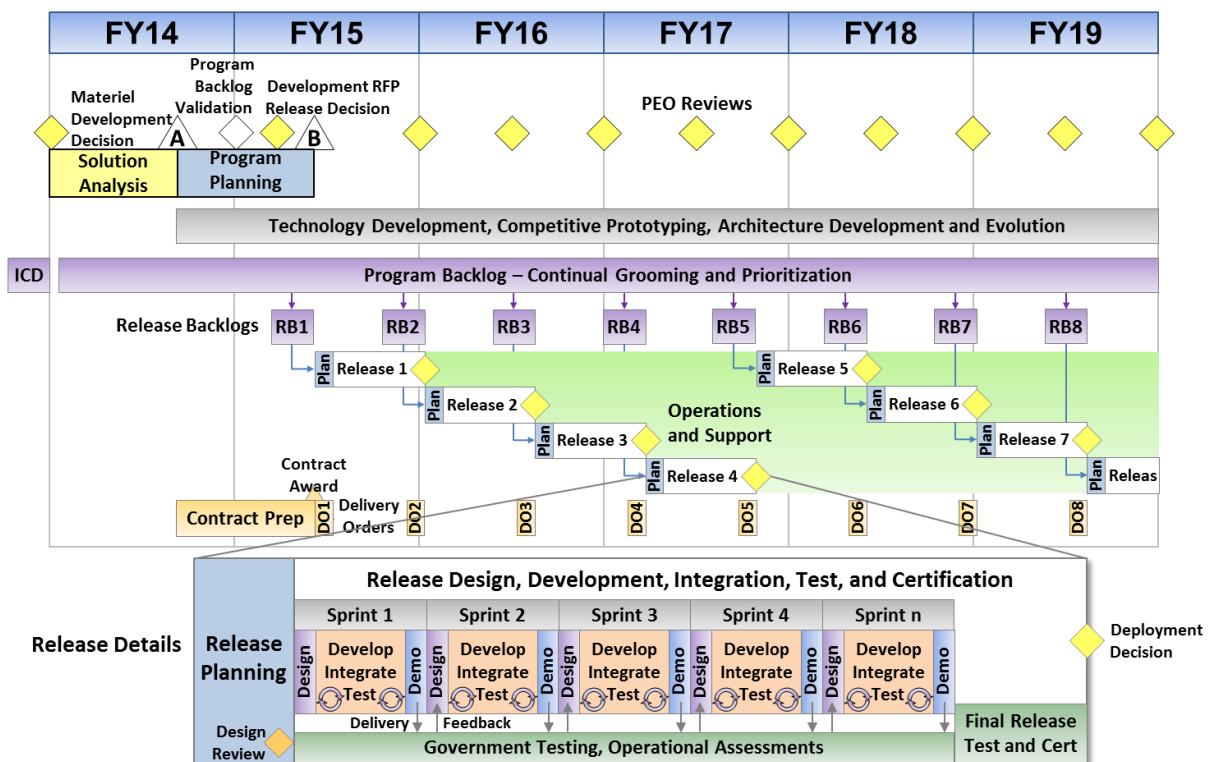 FY14
FY15
FY16
FY17
FY18
FY19
Materiel
Development
Decision
A
Program
Backlog
Validation
Development RFP
Release Decision
B
PEO Reviews
Solution
Analysis
Program
Planning
Technology Development, Competitive Prototyping, Architecture Development and Evolution
ICD
Program Backlog – Continual Grooming and Prioritization
Release Backlogs
RB1
RB2
RB3
RB4
RB5
RB6
RB7
RB8
Plan
Release 1
Plan
Release 5
Plan
Release 2
Plan
Release 6
Operations
and Support
Plan
Release 3
Plan
Release 7
Plan
Release 4
Plan
Releas
Contract
Award
Contract Prep
DO1
Delivery
Orders
DO2
DO3
DO4
DO5
DO6
DO7
DO8
Release Details
Release
Planning
Design
Review
Release Design, Development, Integration, Test, and Certification
Sprint 1
Sprint 2
Sprint 3
Sprint 4
Sprint n
Design
Develop
Integrate
Test
Demo
Design
Develop
Integrate
Test
Demo
Design
Develop
Integrate
Test
Demo
Design
Develop
Integrate
Test
Demo
Design
Develop
Integrate
Test
Demo
Delivery
Feedback
Government Testing, Operational Assessments
Final Release
Test and Cert
Deployment
Decision